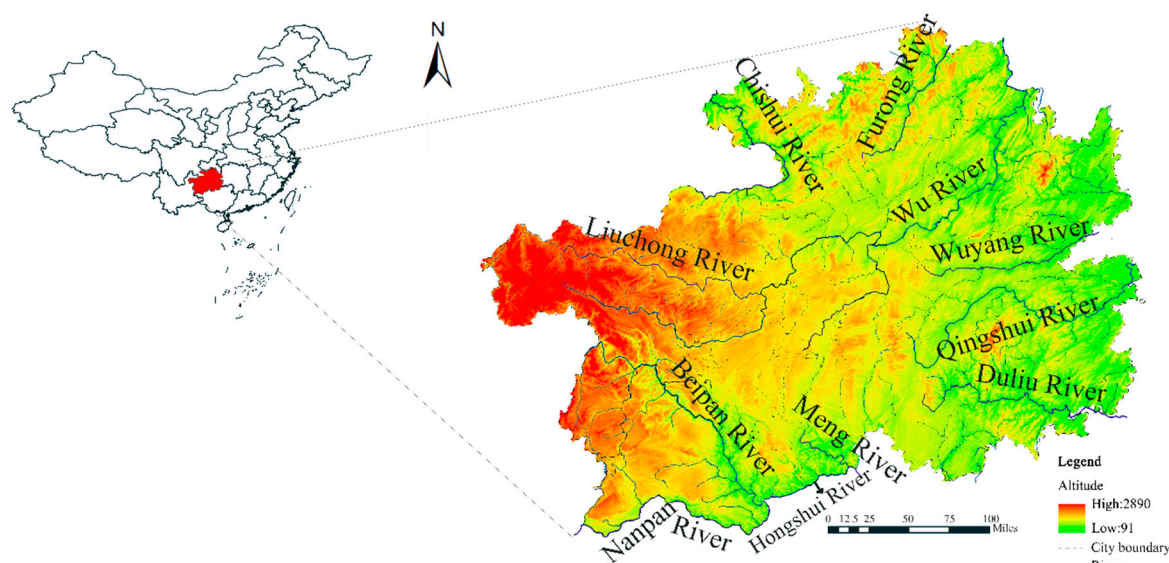 N
Chishui River
Furong River
Wu River
Liuchong River
Wuyang River
Qingshui River
Duliu River
Beipan River
Meng River
Hongshui River
Nanpan River
Legend
Altitude
High:2890
Low:91
City boundary
0 12.5 25 50 75 100
Miles